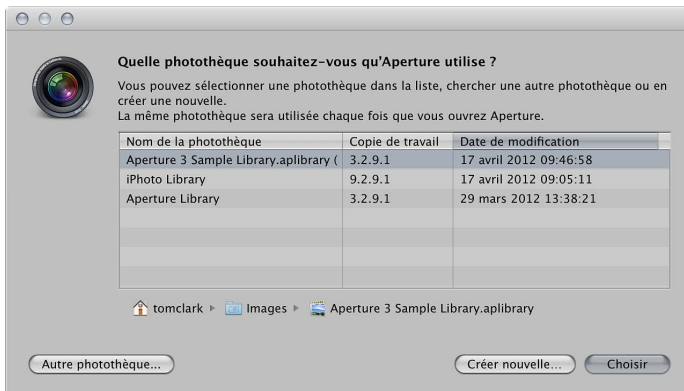 Quelle photothèque souhaitez-vous qu'Aperture utilise ?
Vous pouvez sélectionner une photothèque dans la liste, chercher une autre photothèque ou en
créer une nouvelle.
La même photothèque sera utilisée chaque fois que vous ouvrez Aperture.
Nom de la photothèque Copie de travail Date de modification
Aperture 3 Sample Library.aplibrary ( 3.2.9.1 17 avril 2012 09:46:58
iPhoto Library 9.2.9.1 17 avril 2012 09:05:11
Aperture Library 3.2.9.1 29 mars 2012 13:38:21
tomclark Images Aperture 3 Sample Library.aplibrary
Autre photothèque... Créer nouvelle... Choisir